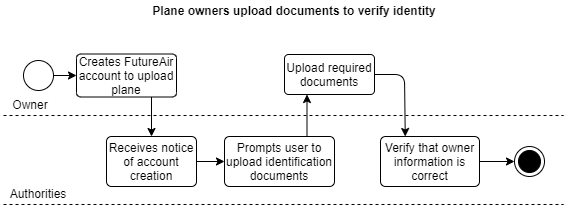 Plane owners upload documents to verify identity
Creates FutureAir
account to upload
plane
Upload required
documents
Owner
Receives notice
of account
creation
Prompts user to
upload identification
documents
Verify that owner
information is
correct
Authorities